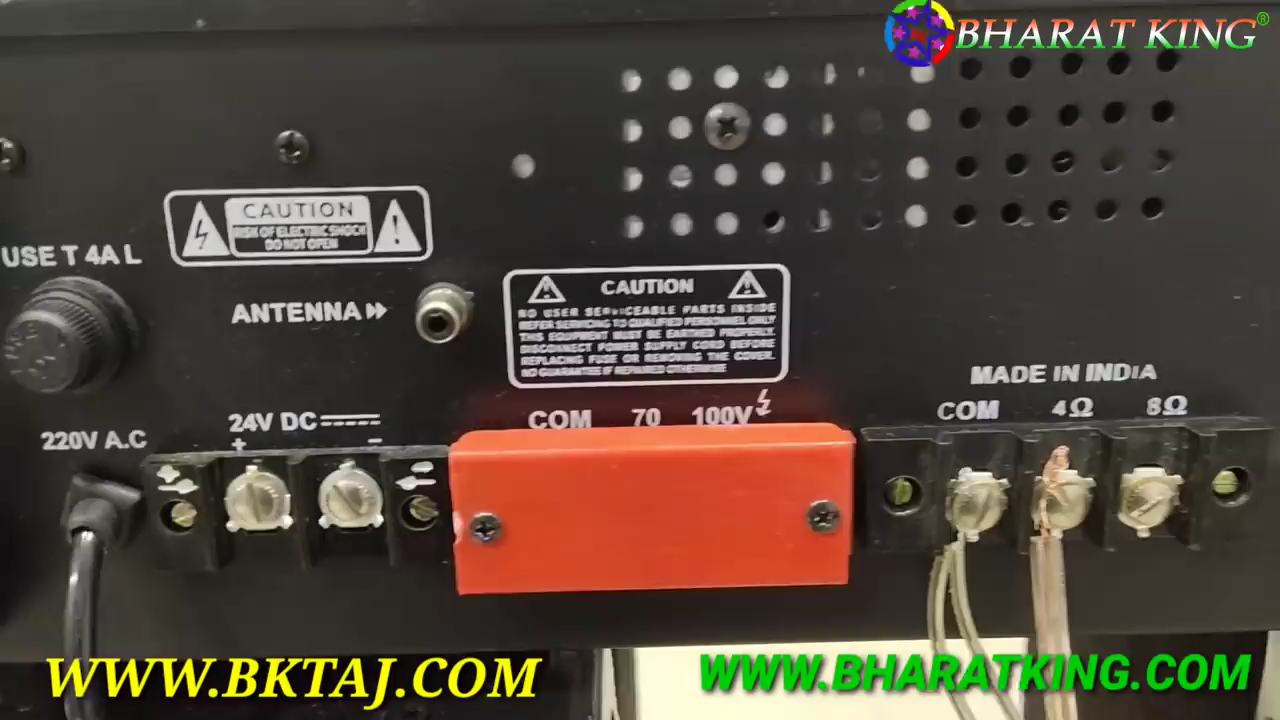 BHARAT KING®
CAUTION
RISK OF ELECTRIC SHOCK
DO NOT OPEN
USE T 4A L
ANTENNA
CAUTION
NO USER SERVICEABLE PARTS INSIDE
REFER SERVICING TO QUALIFIED PERSONNEL ONLY
THIS EQUIPMENT MUST BE EARTHED PROPERLY.
DISCONNECT POWER SUPPLY CORD BEFORE
REPLACING FUSE OR REMOVING THE COVER.
NO GUARANTEE IF REPAIRED OTHERWISE
MADE IN INDIA
COM 4Ω 8Ω
COM 70 100V
24V DC
+ −
220V A.C
WWW.BKTAJ.COM
WWW.BHARATKING.COM